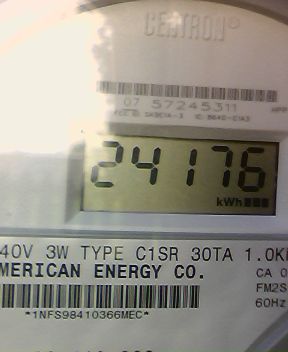 CENTRON®
07 57245311
24176
kWh
40V 3W TYPE C1SR 30TA 1.0K
MERICAN ENERGY CO.
CA 0
FM2S
60Hz
*1NFS98410366MEC*